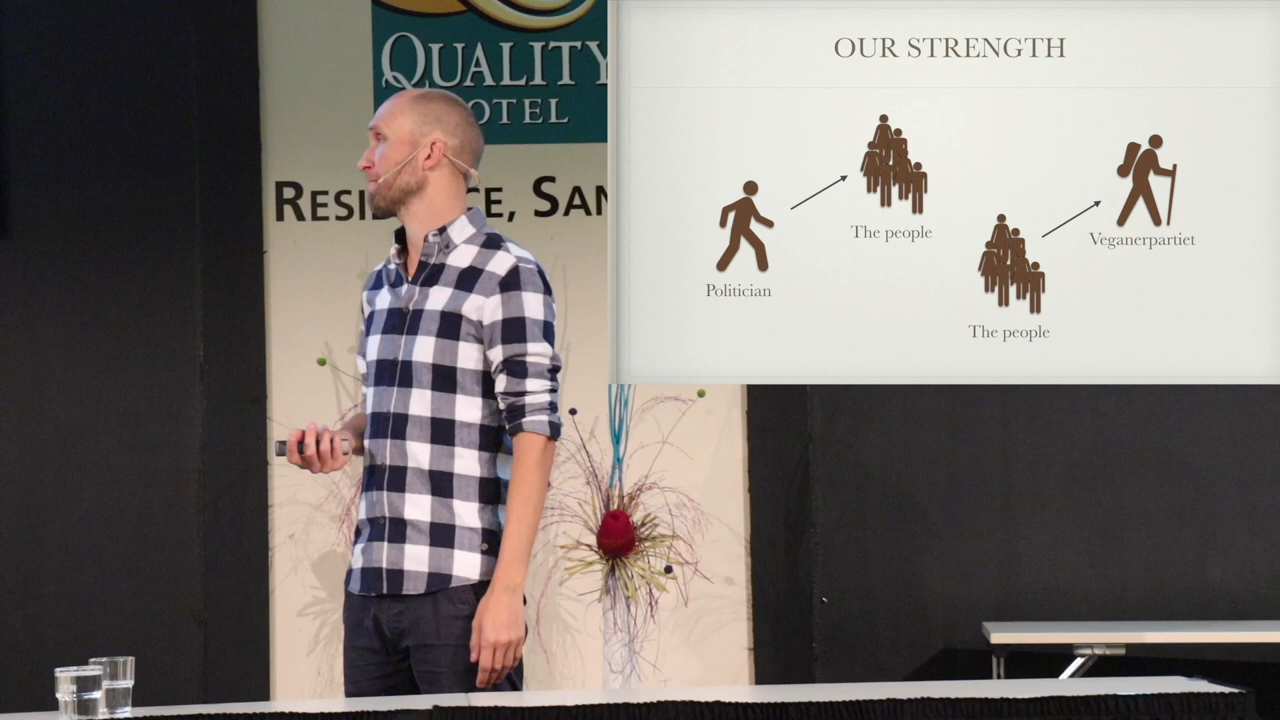 QUALITY
OTEL
RESI CE, SAN
OUR STRENGTH
The people
Politician
Veganerpartiet
The people